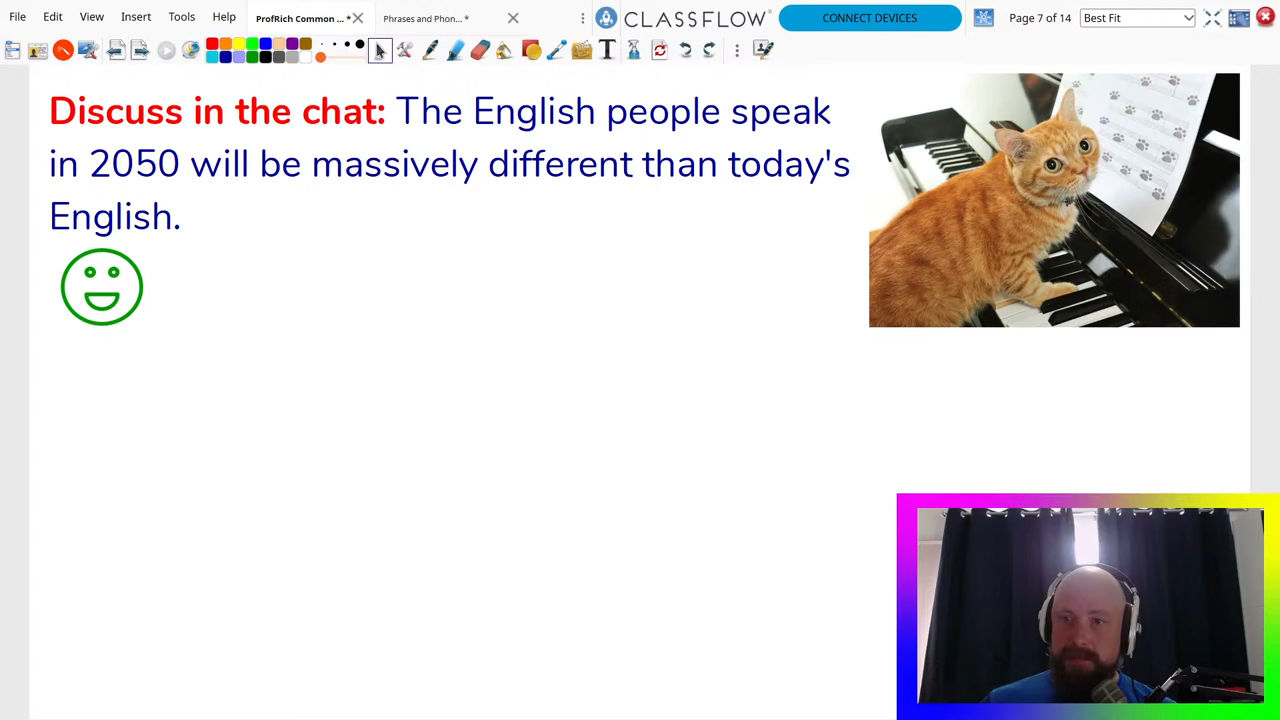 File Edit View Insert Tools Help ProfRich Common ... * Phrases and Phon... * CLASSFLOW CONNECT DEVICES Page 7 of 14 Best Fit
Discuss in the chat: The English people speak
in 2050 will be massively different than today's
English.